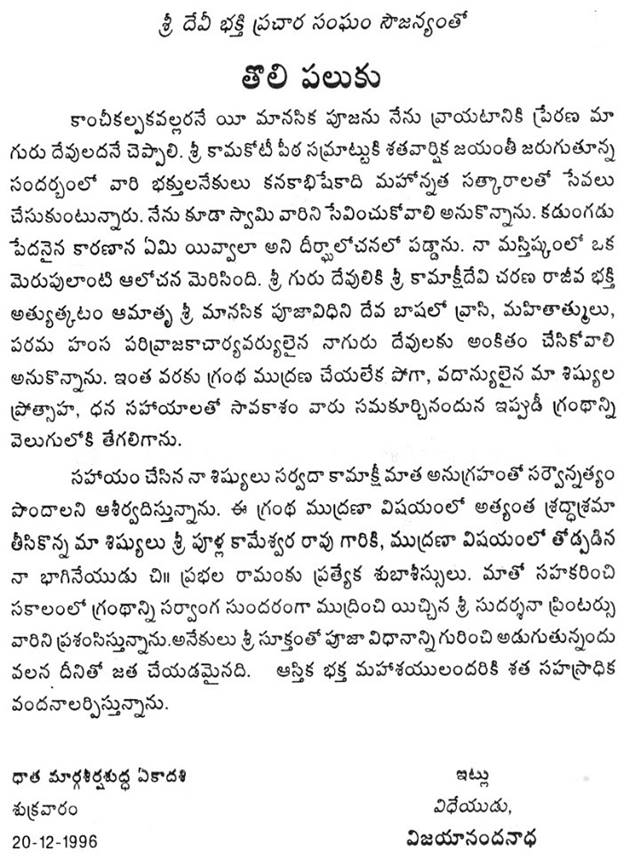 శ్రీ దేవీ భక్తి ప్రచార సంఘం సౌజన్యంతో
తొలి పలుకు
కాంచీకల్పకవల్లరనే యీ మానసిక పూజను నేను వ్రాయటానికి ప్రేరణ మా
గురు దేవులదనే చెప్పాలి. శ్రీ కామకోటీ పీఠ సమ్రాట్టుకి శతవార్షిక జయంతీ జరుగుతూన్న
సందర్భంలో వారి భక్తులనేకులు కనకాభిషేకాది మహోన్నత సత్కారాలతో సేవలు
చేసుకుంటున్నారు. నేను కూడా స్వామి వారిని సేవించుకోవాలి అనుకొన్నాను. కడుంగడు
పేదనైన కారణాన ఏమి యివ్వాలా అని దీర్ఘాలోచనలో పడ్డాను. నా మస్తిష్కంలో ఒక
మెరుపులాంటి ఆలోచన మెరిసింది. శ్రీ గురు దేవులికి శ్రీ కామాక్షీదేవి చరణ రాజీవ భక్తి
అత్యుత్కటం ఆమాతృ శ్రీ మానసిక పూజావిధిని దేవ బాషలో వ్రాసి, మహితాత్ములు,
పరమ హంస పరివ్రాజకాచార్యవర్యులైన నాగురు దేవులకు అంకితం చేసికోవాలి
అనుకొన్నాను. ఇంత వరకు గ్రంథ ముద్రణ చేయలేక పోగా, వదాన్యులైన మా శిష్యుల
ప్రోత్సాహ, ధన సహాయాలతో సావకాశం వారు సమకూర్చినందున ఇప్పుడీ గ్రంథాన్ని
వెలుగులోకి తేగలిగాను.
సహాయం చేసిన నా శిష్యులు సర్వదా కామాక్షీ మాత అనుగ్రహంతో సర్వౌన్నత్యం
పొందాలని ఆశీర్వదిస్తున్నాను. ఈ గ్రంథ ముద్రణా విషయంలో అత్యంత శ్రద్ధాశ్రమా
తీసికొన్న మా శిష్యులు శ్రీ పూళ్ల కామేశ్వర రావు గారికి, ముద్రణా విషయంలో తోడ్పడిన
నా భాగినేయుడు చి॥ ప్రభల రామంకు ప్రత్యేక శుబాశీస్సులు. మాతో సహకరించి
సకాలంలో గ్రంథాన్ని సర్వాంగ సుందరంగా ముద్రించి యిచ్చిన శ్రీ సుదర్శనా ప్రింటర్సు
వారిని ప్రశంసిస్తున్నాను.అనేకులు శ్రీ సూక్తంతో పూజా విధానాన్ని గురించి అడుగుతున్నందు
వలన దీనితో జత చేయడమైనది. ఆస్తిక భక్త మహాశయులందరికి శత సహస్రాధిక
వందనాలర్పిస్తున్నాను.
ధాత మార్గశిర్షశుద్ధ ఏకాదశి
ఇట్లు
శుక్రవారం
విధేయుడు,
20-12-1996
విజయానందనాధ